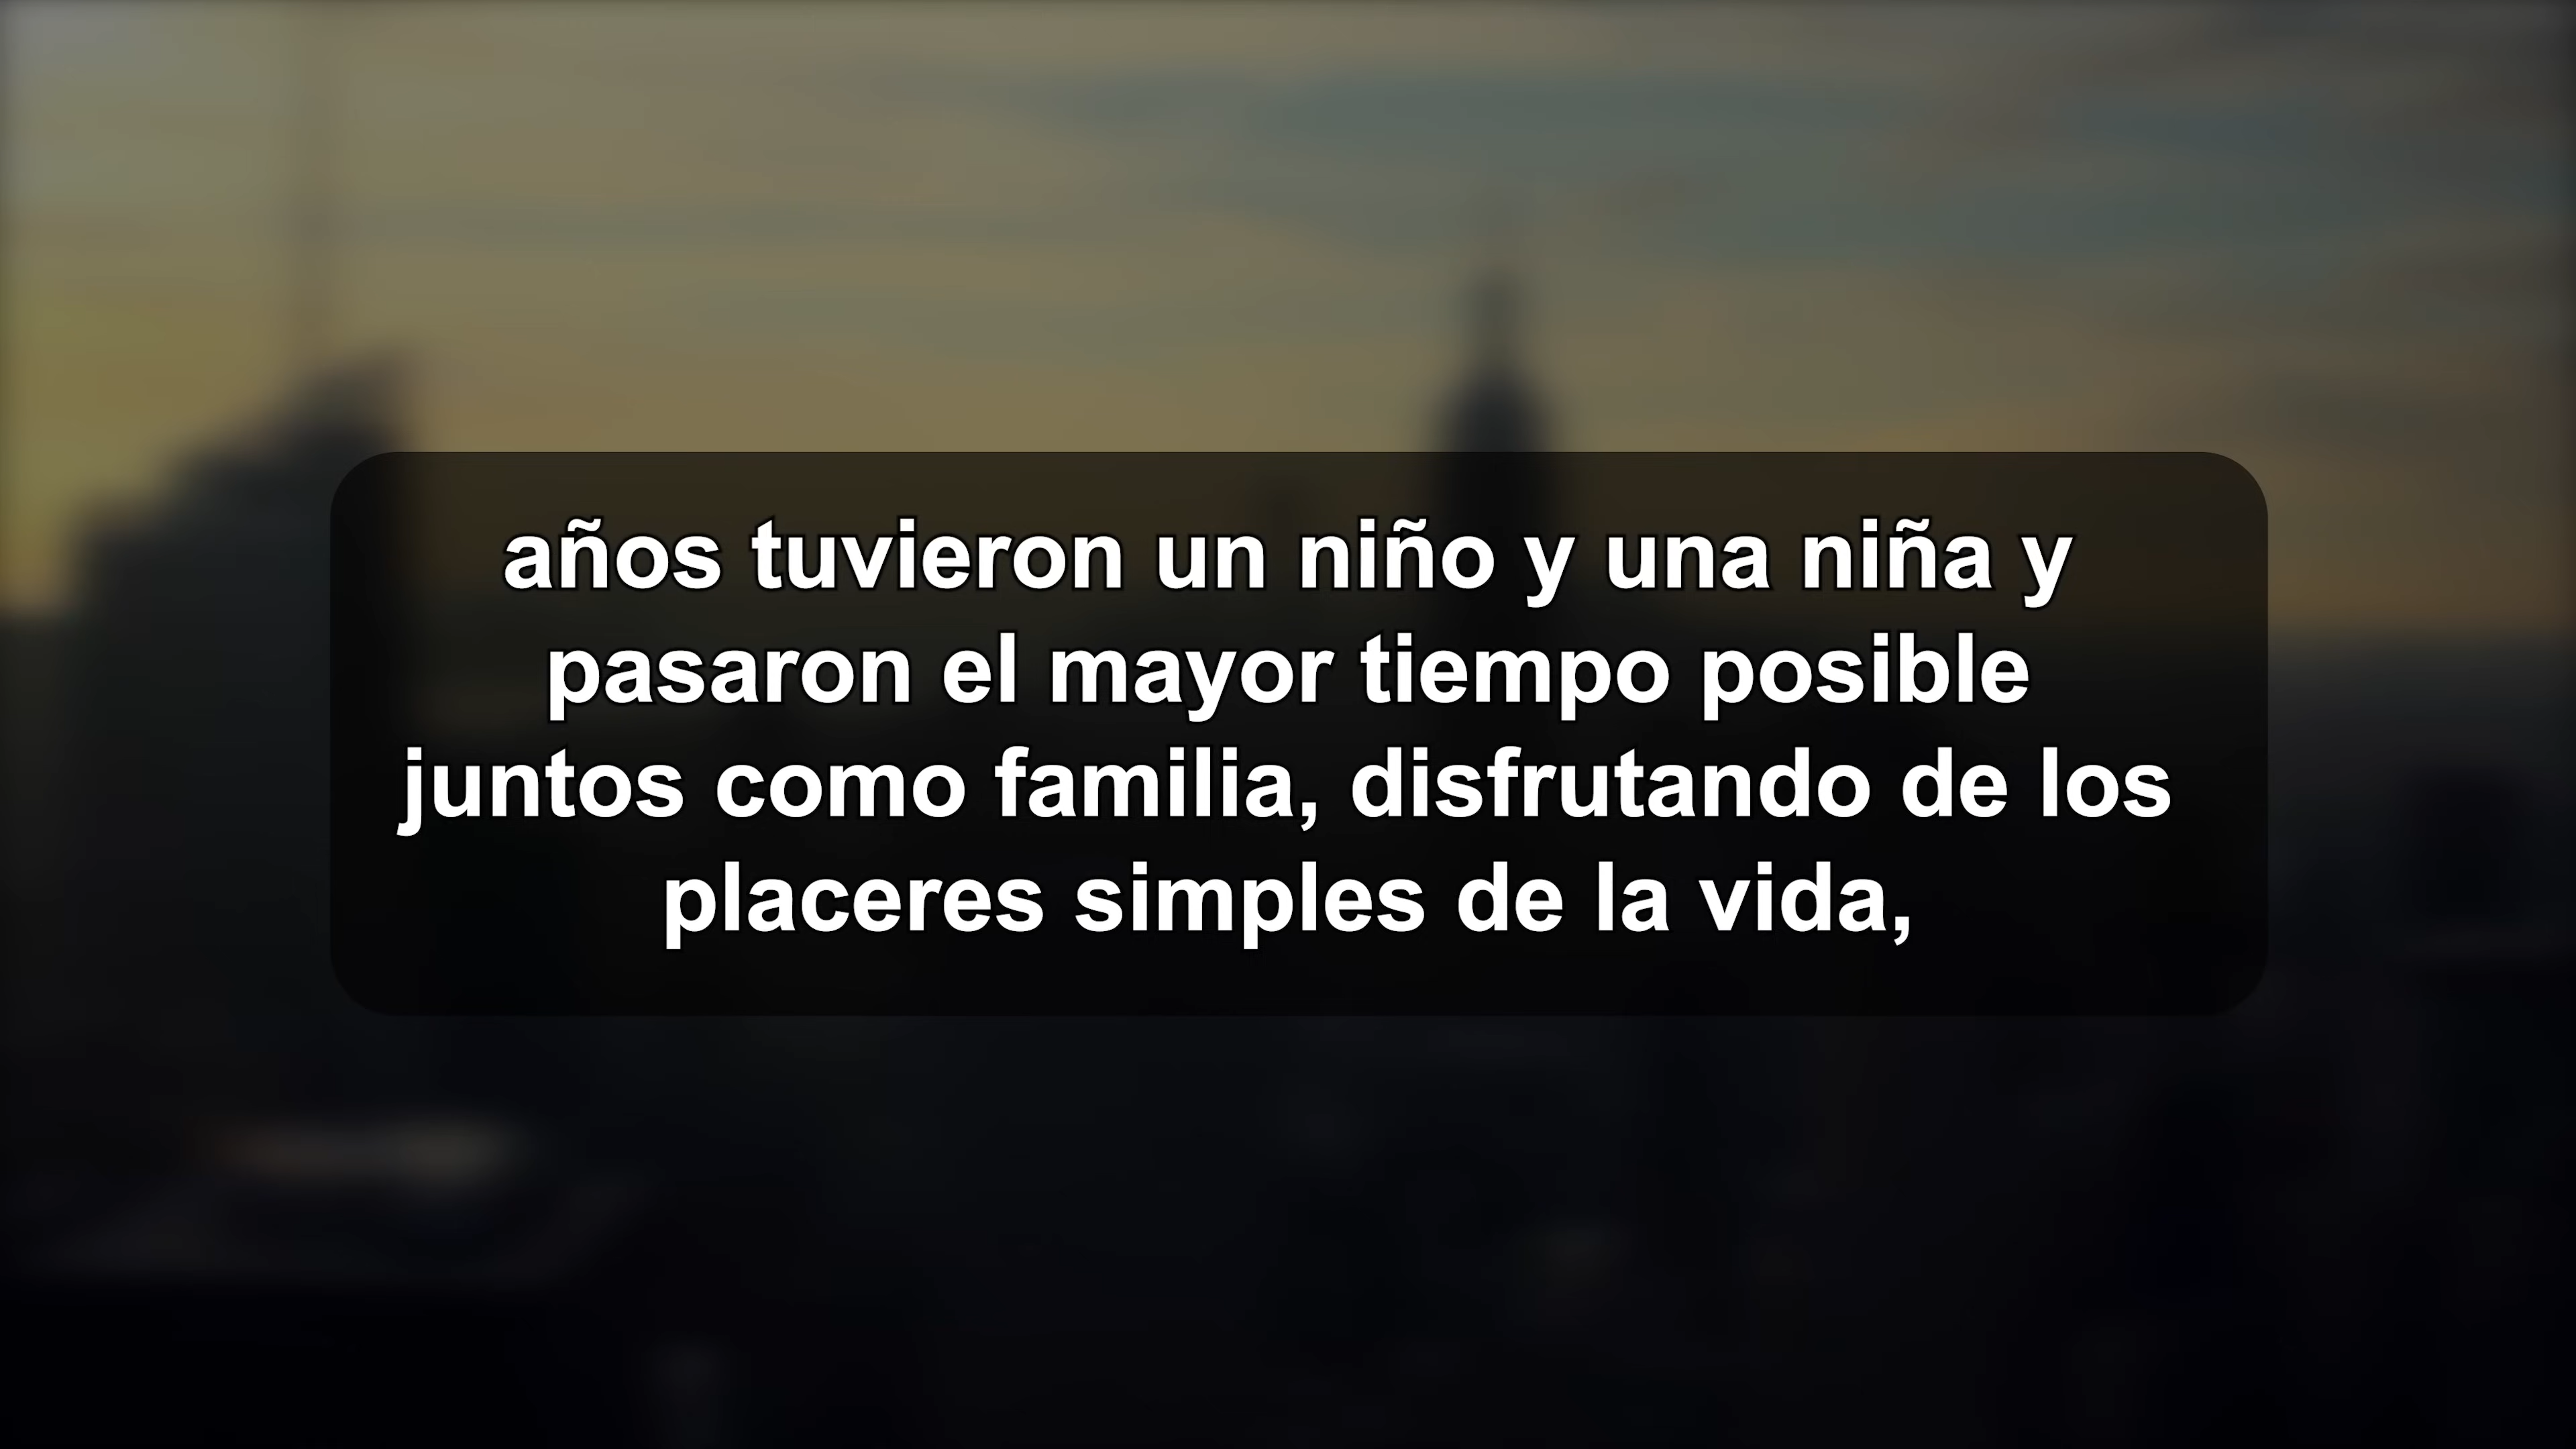 años tuvieron un niño y una niña y
pasaron el mayor tiempo posible
juntos como familia, disfrutando de los
placeres simples de la vida,